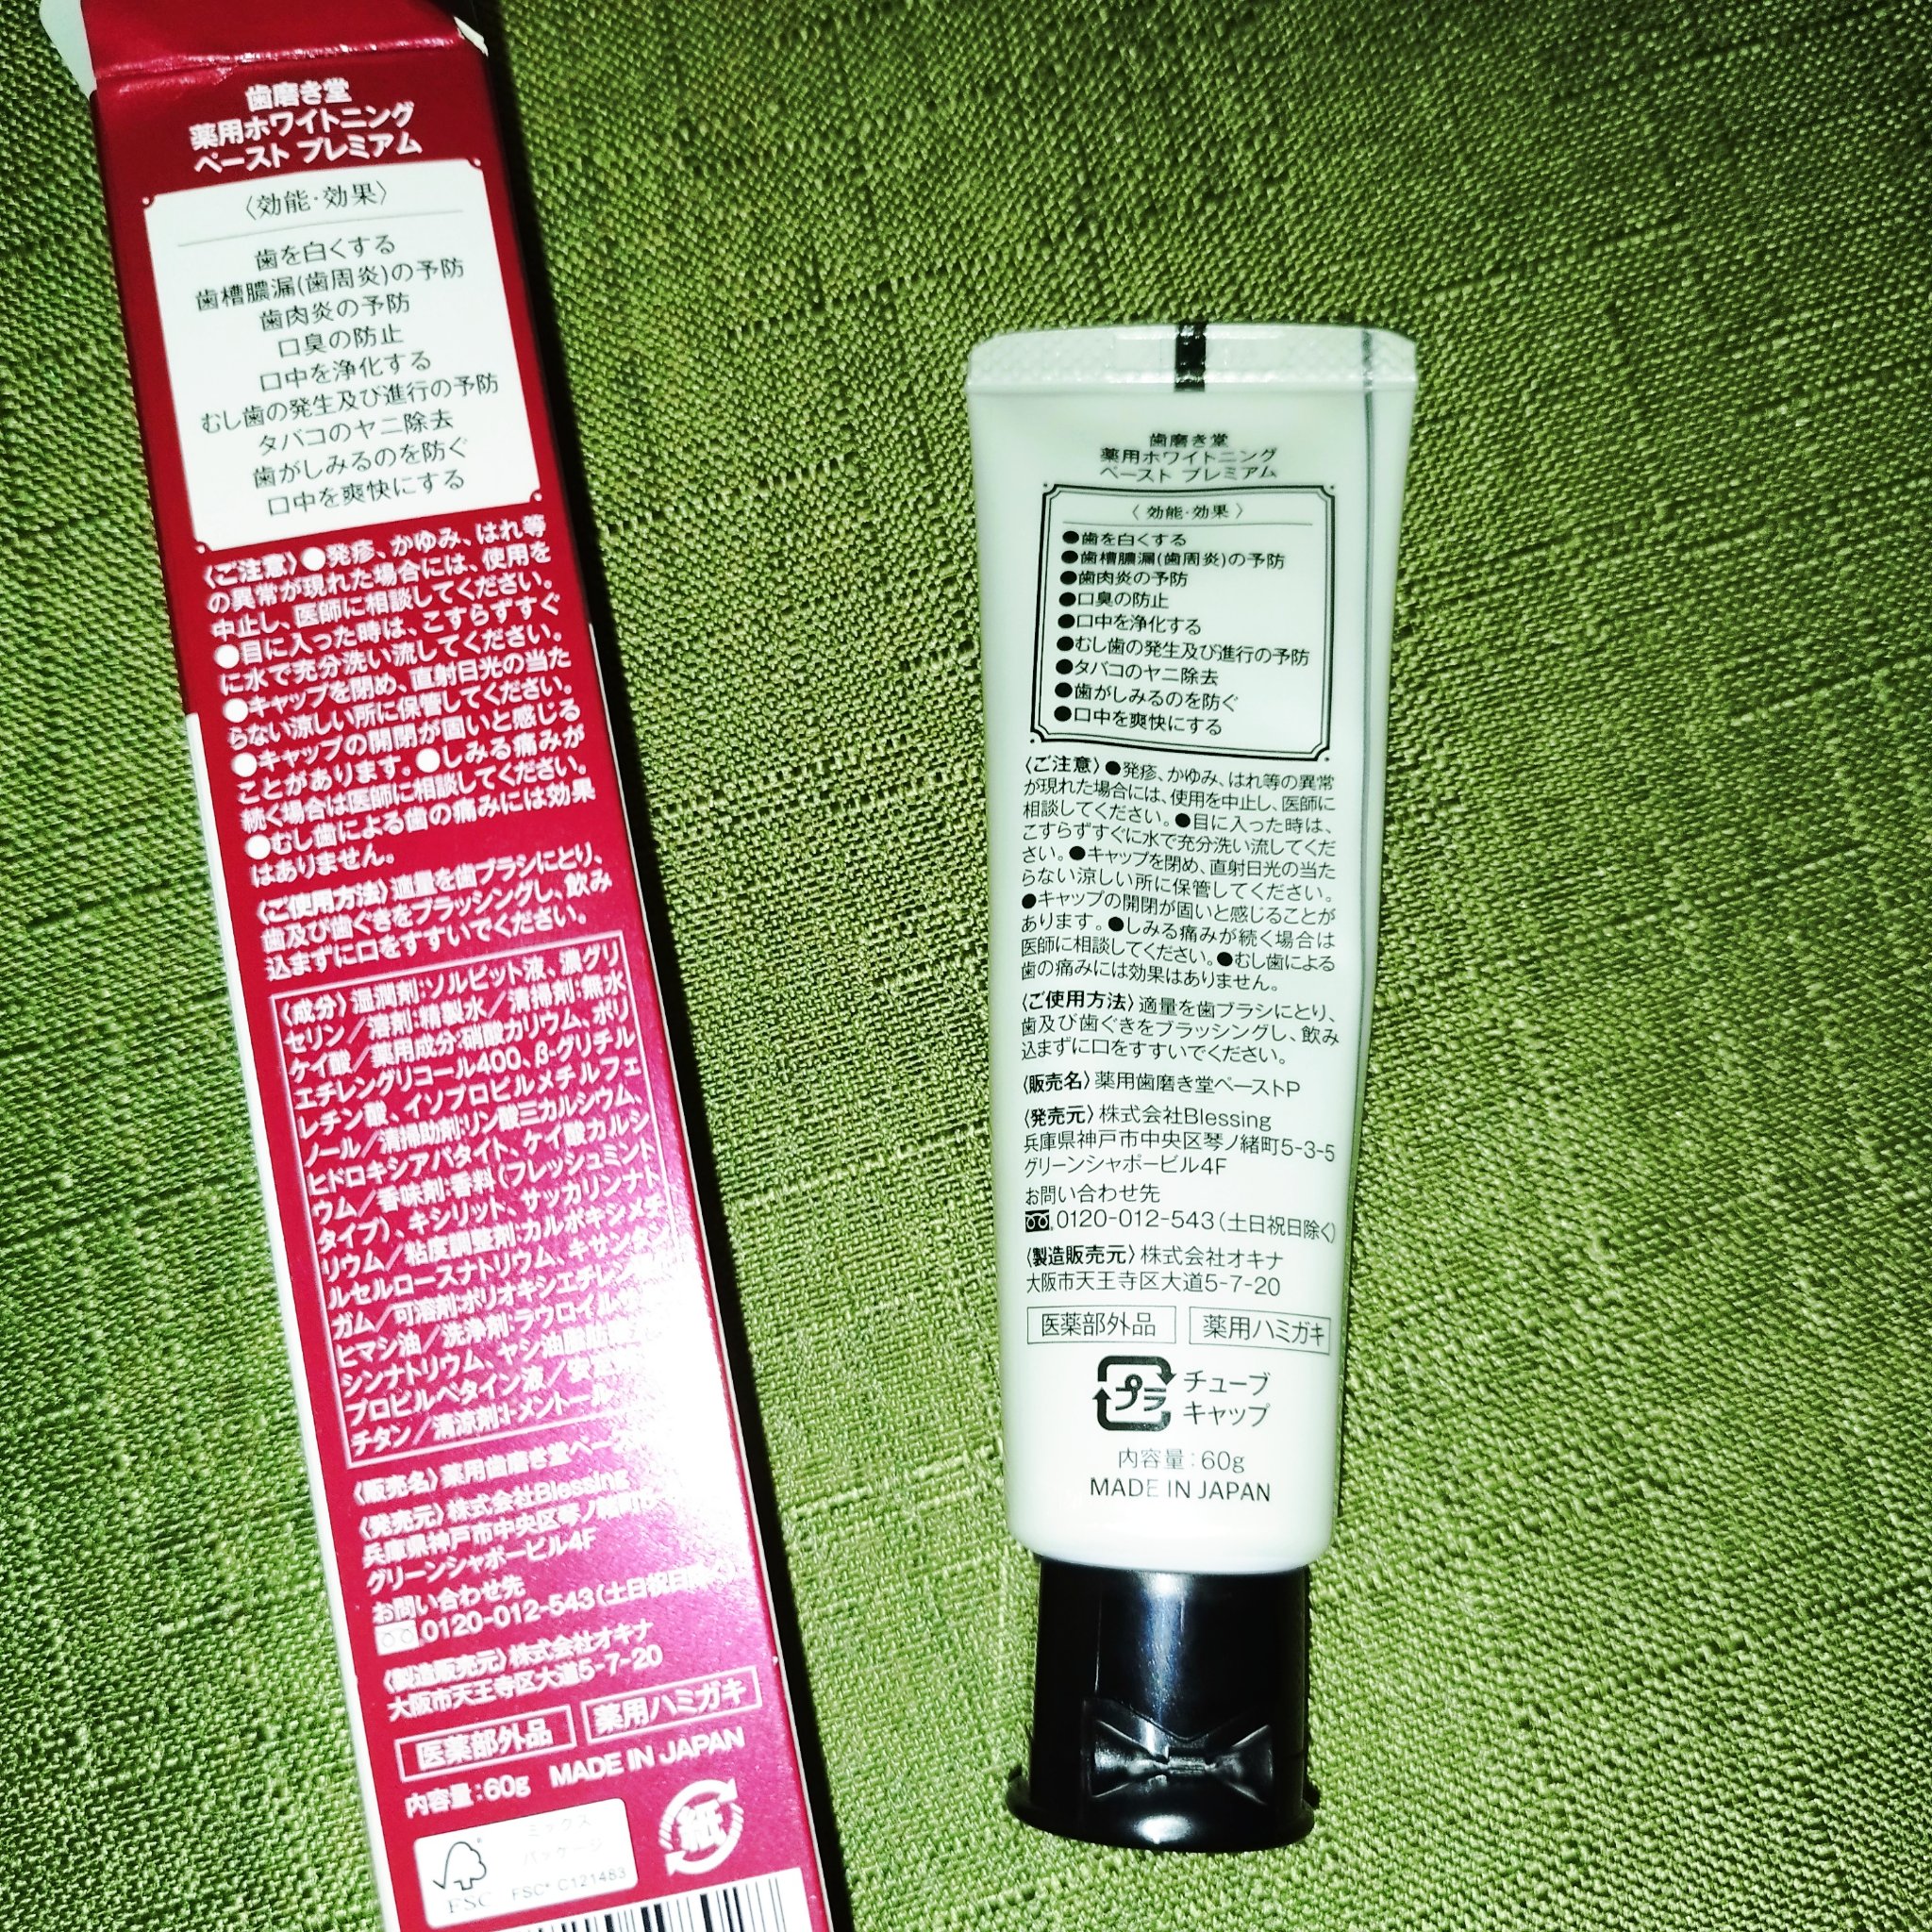 歯磨き堂
薬用ホワイトニング
ペースト プレミアム
〈効能・効果〉
歯を白くする
歯槽膿漏(歯周炎)の予防
歯肉炎の予防
口臭の防止
口中を浄化する
むし歯の発生及び進行の予防
タバコのヤニ除去
歯がしみるのを防ぐ
口中を爽快にする
〈ご注意〉●発疹、かゆみ、はれ等
の異常が現れた場合には、使用を
中止し、医師に相談してください。
●目に入った時は、こすらずすぐ
に水で充分洗い流してください。
●キャップを閉め、直射日光の当た
らない涼しい所に保管してください。
●キャップの開閉が固いと感じる
ことがあります。●しみる痛みが
続く場合は医師に相談してください。
●むし歯による歯の痛みには効果
はありません。
〈ご使用方法〉適量を歯ブラシにとり、
歯及び歯ぐきをブラッシングし、飲み
込まずに口をすすいでください。
〈成分〉湿潤剤:ソルビット液、濃グリ
セリン／溶剤:精製水／清掃剤:無水
ケイ酸／薬用成分:硝酸カリウム、ポリ
エチレングリコール400、β-グリチル
レチン酸、イソプロピルメチルフェ
ノール／清掃助剤:リン酸三カルシウム、
ヒドロキシアパタイト、ケイ酸カルシ
ウム／香味剤:香料(フレッシュミント
タイプ)、キシリット、サッカリンナト
リウム／粘度調整剤:カルボキシメチ
ルセルロースナトリウム、キサンタン
ガム／可溶剤:ポリオキシエチレン
ヒマシ油／洗浄剤:ラウロイル
シンナトリウム、ヤシ油脂肪
プロピルベタイン液／安定
チタン／清涼剤:l-メントール
〈販売名〉薬用歯磨き堂ペー
〈発売元〉株式会社Blessing
兵庫県神戸市中央区琴ノ緒町5-
グリーンシャポービル4F
お問い合わせ先
0120-012-543(土日祝日除く)
〈製造販売元〉株式会社オキナ
大阪市天王寺区大道5-7-20
医薬部外品 薬用ハミガキ
内容量:60g MADE IN JAPAN
紙
ミックス
パッケージ
FSC FSC® C121483
歯磨き堂
薬用ホワイトニング
ペースト プレミアム
〈 効能・効果 〉
●歯を白くする
●歯槽膿漏(歯周炎)の予防
●歯肉炎の予防
●口臭の防止
●口中を浄化する
●むし歯の発生及び進行の予防
●タバコのヤニ除去
●歯がしみるのを防ぐ
●口中を爽快にする
〈ご注意〉●発疹、かゆみ、はれ等の異常
が現れた場合には、使用を中止し、医師に
相談してください。●目に入った時は、
こすらずすぐに水で充分洗い流してくだ
さい。●キャップを閉め、直射日光の当た
らない涼しい所に保管してください。
●キャップの開閉が固いと感じることが
あります。●しみる痛みが続く場合は
医師に相談してください。●むし歯による
歯の痛みには効果はありません。
〈ご使用方法〉適量を歯ブラシにとり、
歯及び歯ぐきをブラッシングし、飲み
込まずに口をすすいでください。
〈販売名〉薬用歯磨き堂ペーストP
〈発売元〉株式会社Blessing
兵庫県神戸市中央区琴ノ緒町5-3-5
グリーンシャポービル4F
お問い合わせ先
0120-012-543(土日祝日除く)
〈製造販売元〉株式会社オキナ
大阪市天王寺区大道5-7-20
医薬部外品 薬用ハミガキ
プラ チューブ
キャップ
内容量:60g
MADE IN JAPAN